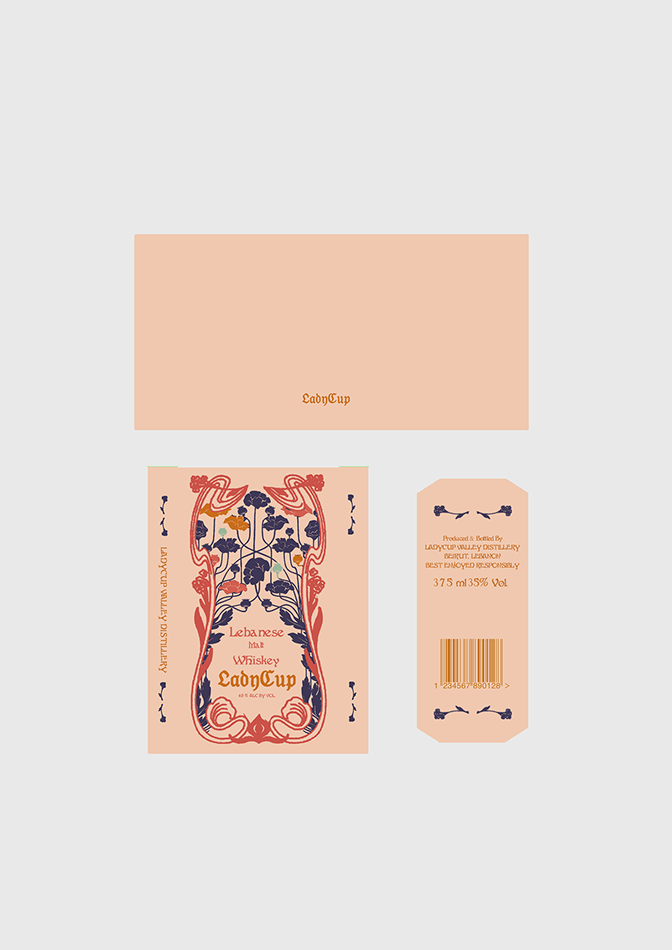 LadyCup
LADYCUP VALLEY DISTILLERY
Lebanese
Malt
Whiskey
LadyCup
Produced & Bottled By
LADYCUP VALLEY DISTILLERY
BEIRUT, LEBANON
BEST ENJOYED RESPONSIBLY
375 ml 35% Vol.
1 234567 890128 >